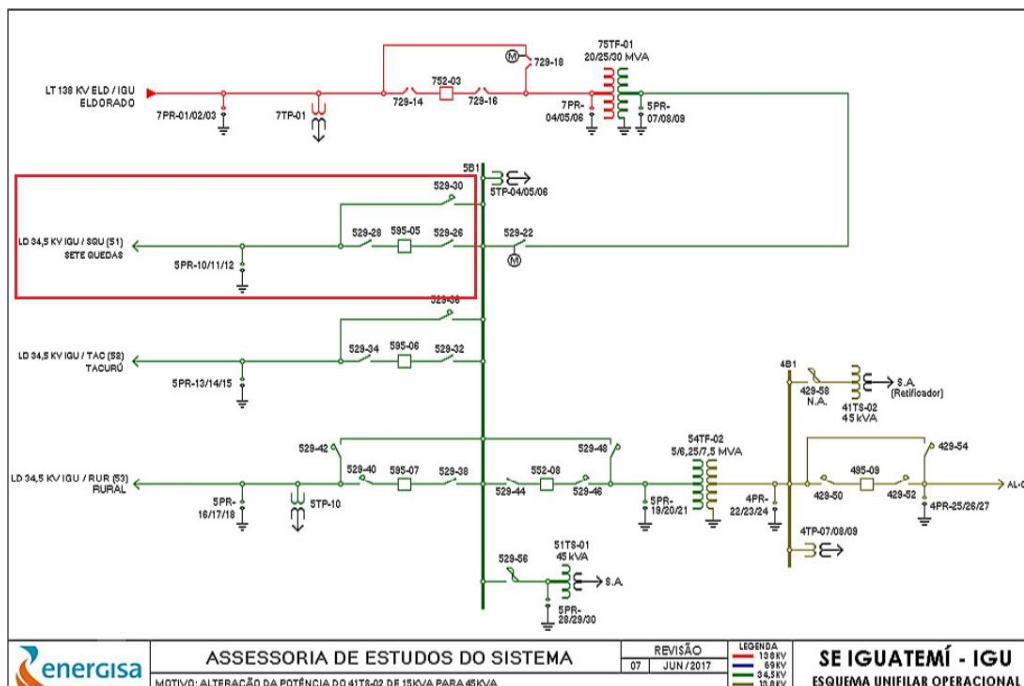 75TF-01
20/25/30 MVA
729-18
M
LT 138 KV ELD / IGU
ELDORADO
752-03
729-14
729-16
7PR-01/02/03
7TP-01
7PR-
04/05/06
5PR-
07/08/09
5B1
5TP-04/05/06
529-30
LD 34,5 KV IGU / SQU (51)
SETE QUEDAS
529-28
595-05
529-26
529-22
M
5PR-10/11/12
529-36
LD 34,5 KV IGU / TAC (52)
TACURÚ
529-34
595-06
529-32
5PR-13/14/15
4B1
429-58
N.A.
S.A.
(Retificador)
41TS-02
45 kVA
529-42
529-48
54TF-02
5/6,25/7,5 MVA
429-54
LD 34,5 KV IGU / RUR (53)
RURAL
529-40
595-07
529-38
529-44
552-08
529-46
429-50
495-09
429-52
5PR-
16/17/18
5TP-10
5PR-
19/20/21
4PR-
22/23/24
4PR-25/26/27
4TP-07/08/09
529-56
51TS-01
45 kVA
S.A.
5PR-
28/29/30
energisa
ASSESSORIA DE ESTUDOS DO SISTEMA
MOTIVO: ALTERAÇÃO DA POTÊNCIA DO 41TS-02 DE 15KVA PARA 45KVA
REVISÃO
07 JUN/2017
LEGENDA
138KV
69KV
34,5KV
13,8KV
SE IGUATEMÍ - IGU
ESQUEMA UNIFILAR OPERACIONAL